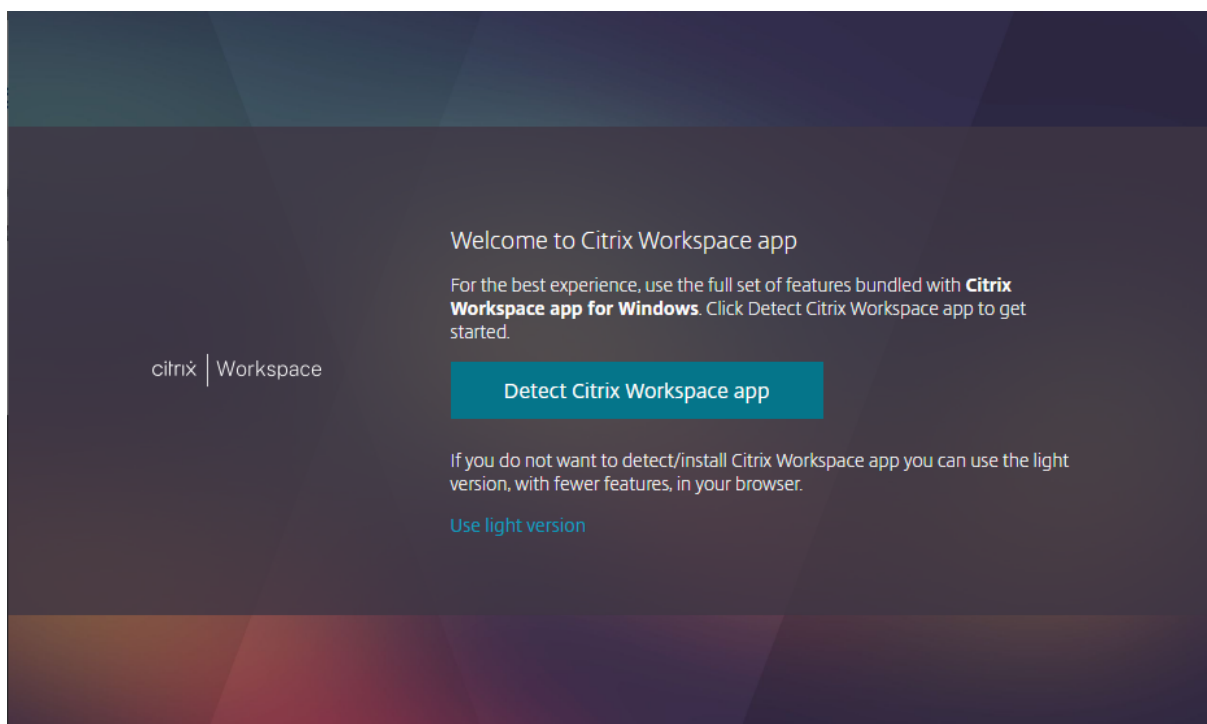 Welcome to Citrix Workspace app
For the best experience, use the full set of features bundled with Citrix
Workspace app for Windows. Click Detect Citrix Workspace app to get
started.
citrix | Workspace
Detect Citrix Workspace app
If you do not want to detect/install Citrix Workspace app you can use the light
version, with fewer features, in your browser.
Use light version